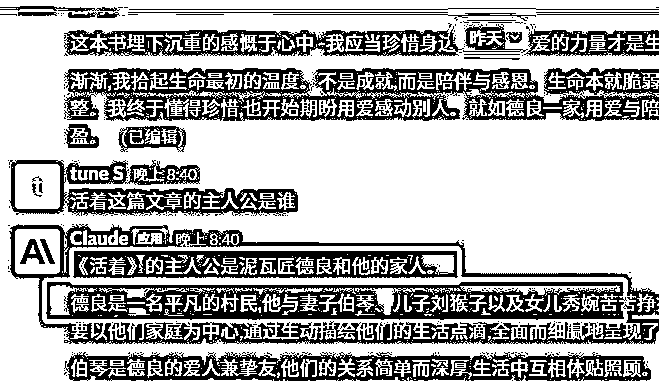 这本书埋下沉重的感慨于心中。我应当珍惜身边 昨天 爱的力量才是生
渐渐,我拾起生命最初的温度。不是成就,而是陪伴与感恩。生命本就脆弱
整。我终于懂得珍惜,也开始期盼用爱感动别人。就如德良一家,用爱与陪
盈。 (已编辑)
tune S 晚上 8:40
活着这篇文章的主人公是谁
Claude 应用 晚上 8:40
《活着》的主人公是泥瓦匠德良和他的家人。
德良是一名平凡的村民,他与妻子伯琴、儿子刘猴子以及女儿秀婉苦苦挣
要以他们家庭为中心,通过生动描绘他们的生活点滴,全面而细腻地呈现了
伯琴是德良的爱人兼挚友,他们的关系简单而深厚,生活中互相体贴照顾。